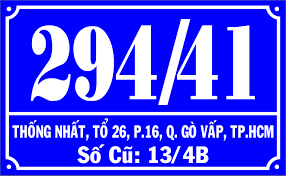 294/41
THỐNG NHẤT, TỔ 26, P.16, Q. GÒ VẤP, TP.HCM
Số Cũ: 13/4B